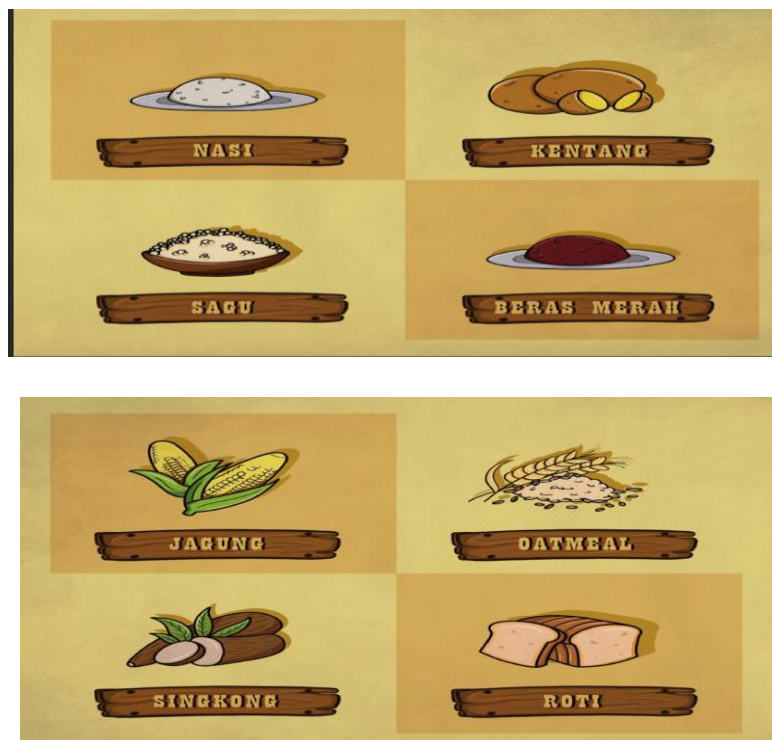 NASI
KENTANG
SAGU
BERAS MERAH
JAGUNG
OATMEAL
SINGKONG
ROTI